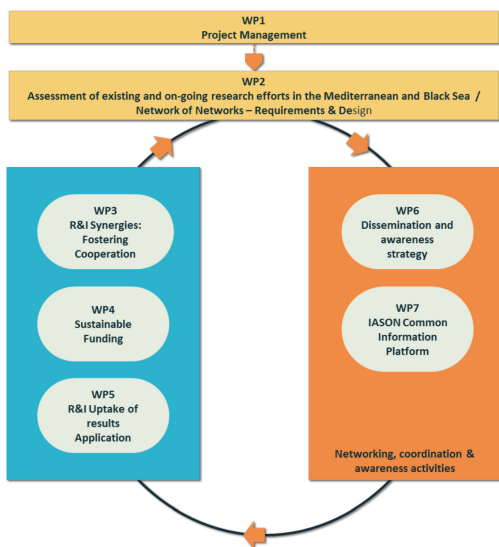 WP1
Project Management
WP2
Assessment of existing and on-going research efforts in the Mediterranean and Black Sea /
Network of Networks – Requirements & Design
WP3
R&I Synergies:
Fostering
Cooperation
WP4
Sustainable
Funding
WP5
R&I Uptake of
results
Application
WP6
Dissemination and
awareness
strategy
WP7
IASON Common
Information
Platform
Networking, coordination &
awareness activities